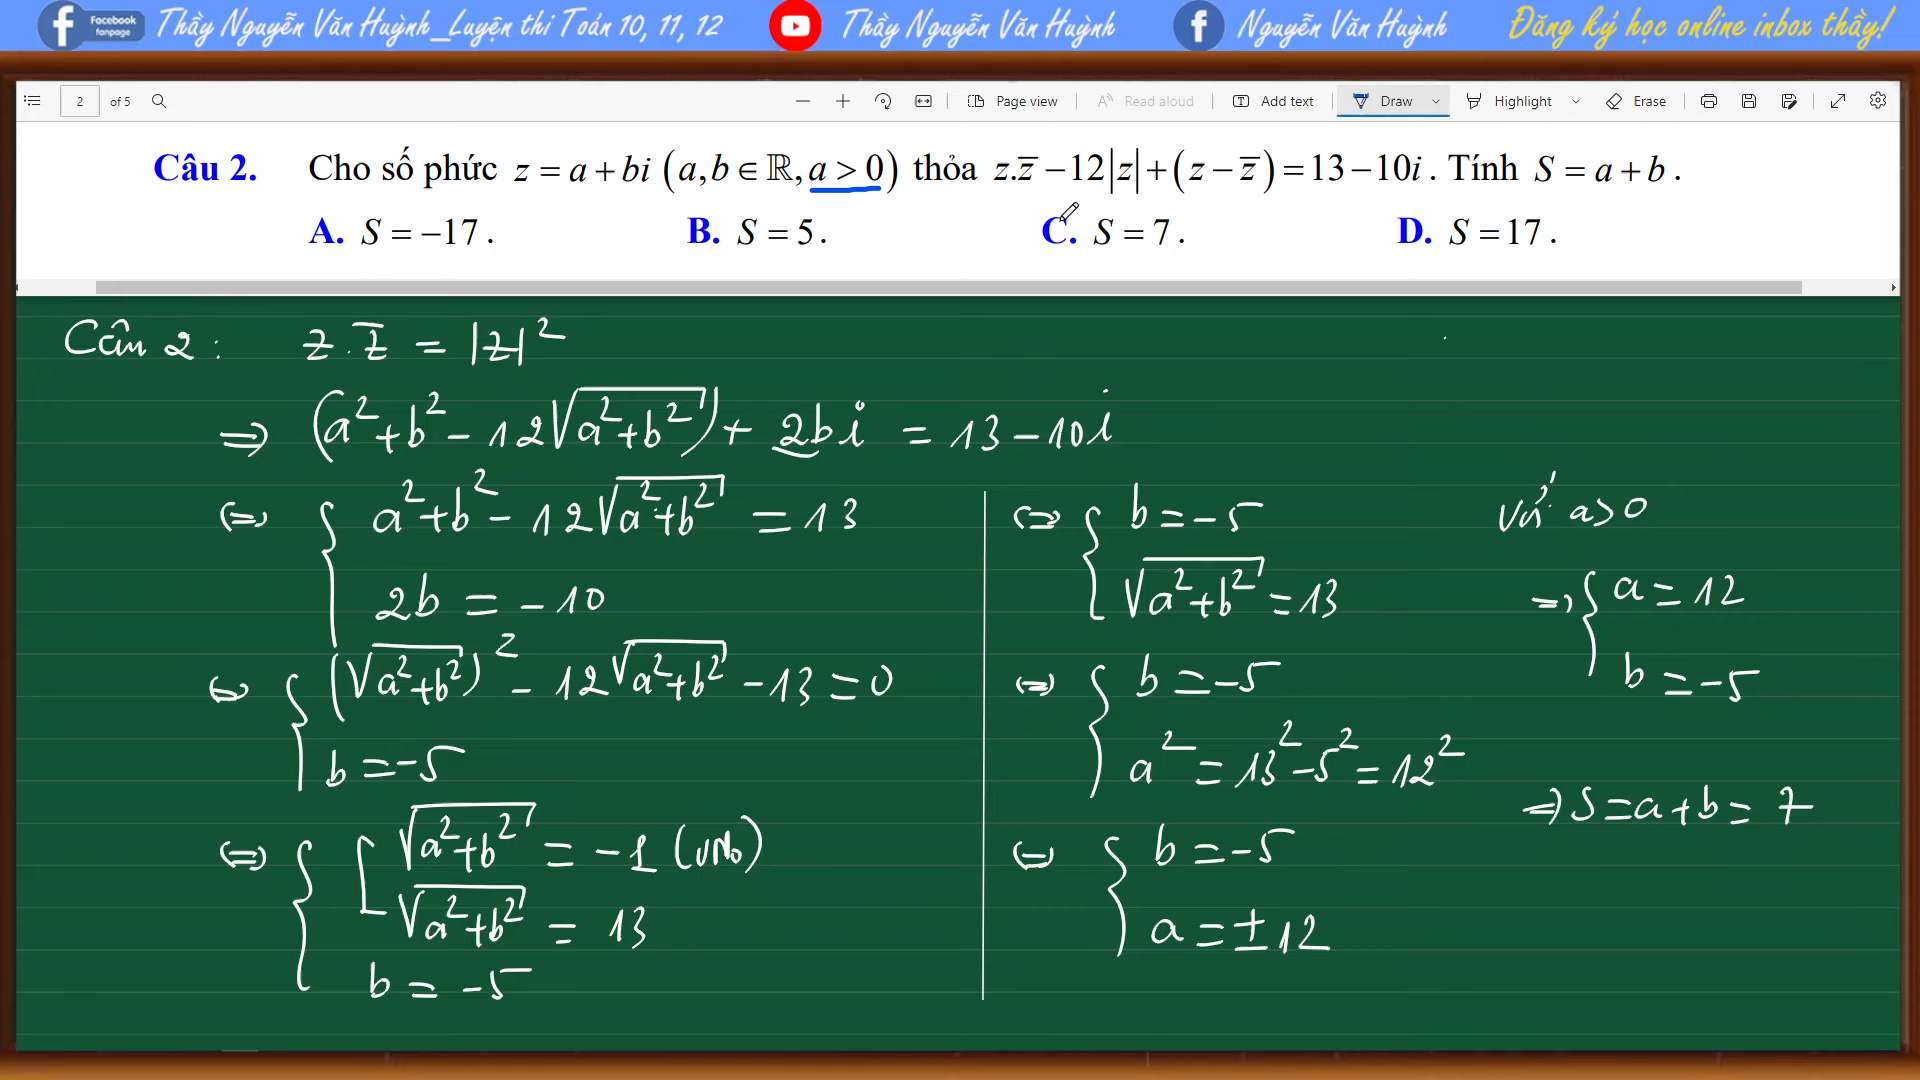 Facebook fanpage Thầy Nguyễn Văn Huỳnh_Luyện thi Toán 10, 11, 12 Thầy Nguyễn Văn Huỳnh Nguyễn Văn Huỳnh Đăng ký học online inbox thầy!
2 of 5 Page view Read aloud Add text Draw Highlight Erase
Câu 2. Cho số phức z = a + bi (a, b ∈ ℝ, a > 0) thỏa z.z̅ − 12|z| + (z − z̅) = 13 − 10i. Tính S = a + b.
A. S = −17. B. S = 5. C. S = 7. D. S = 17.
Câu 2: z.z̅ = |z|²
⇒ (a² + b² − 12√(a² + b²)) + 2bi = 13 − 10i
⇔ { a² + b² − 12√(a² + b²) = 13
2b = −10
⇔ { (√(a² + b²))² − 12√(a² + b²) − 13 = 0
b = −5
⇔ { [ √(a² + b²) = −1 (VNo)
√(a² + b²) = 13
b = −5
⇔ { b = −5
√(a² + b²) = 13
⇔ { b = −5
a² = 13² − 5² = 12²
⇔ { b = −5
a = ±12
Với a > 0
⇒ { a = 12
b = −5
⇒ S = a + b = 7